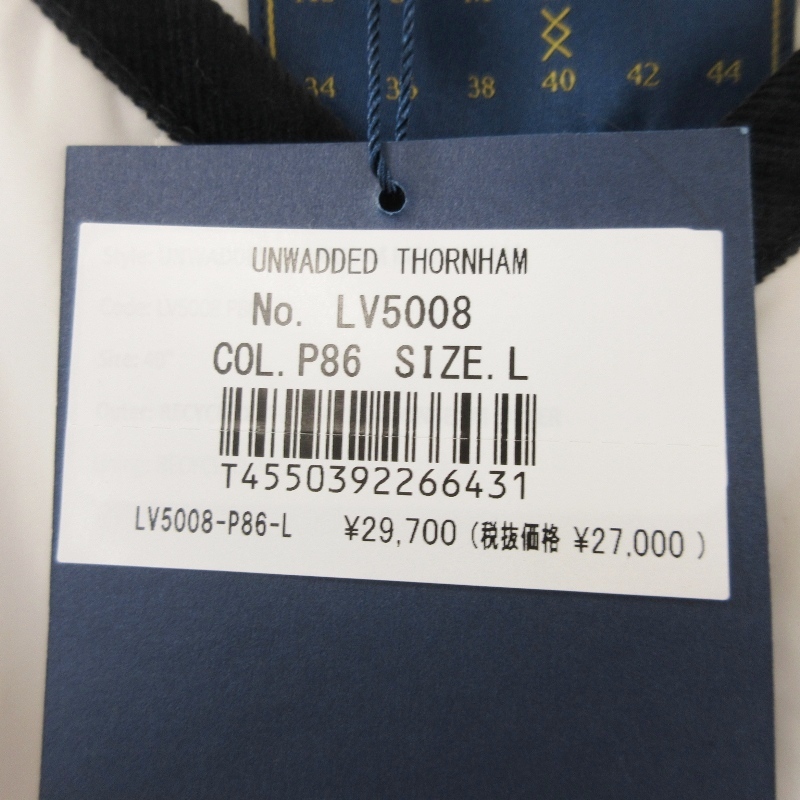 34 36 38 40 42 44
UNWADDED THORNHAM
No. LV5008
COL. P86 SIZE. L
T4550392266431
LV5008-P86-L ¥29,700 (税抜価格 ¥27,000 )